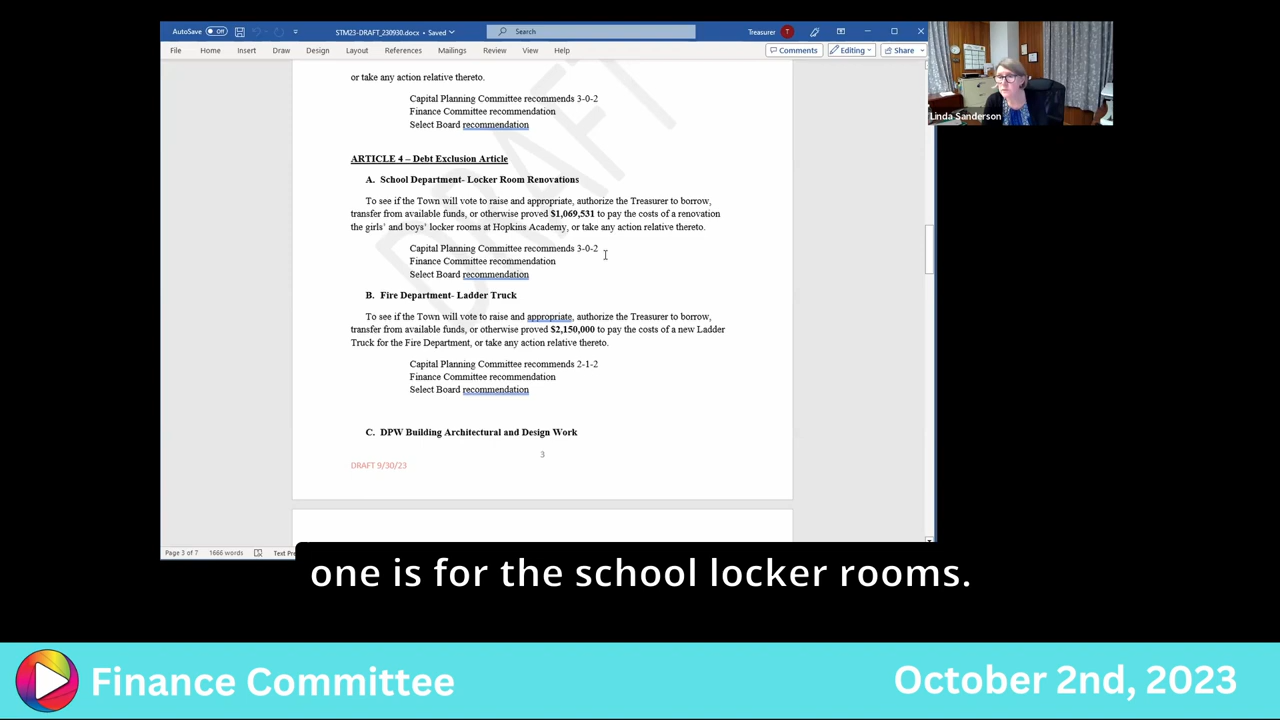 AutoSave Off STM23-DRAFT_230930.docx • Saved Search Treasurer T
File Home Insert Draw Design Layout References Mailings Review View Help Comments Editing Share
Linda Sanderson
DRAFT
or take any action relative thereto.
Capital Planning Committee recommends 3-0-2
Finance Committee recommendation
Select Board recommendation
ARTICLE 4 – Debt Exclusion Article
A. School Department- Locker Room Renovations
To see if the Town will vote to raise and appropriate, authorize the Treasurer to borrow,
transfer from available funds, or otherwise proved $1,069,531 to pay the costs of a renovation
the girls' and boys' locker rooms at Hopkins Academy, or take any action relative thereto.
Capital Planning Committee recommends 3-0-2
Finance Committee recommendation
Select Board recommendation
B. Fire Department- Ladder Truck
To see if the Town will vote to raise and appropriate, authorize the Treasurer to borrow,
transfer from available funds, or otherwise proved $2,150,000 to pay the costs of a new Ladder
Truck for the Fire Department, or take any action relative thereto.
Capital Planning Committee recommends 2-1-2
Finance Committee recommendation
Select Board recommendation
C. DPW Building Architectural and Design Work
3
DRAFT 9/30/23
Page 3 of 7 1666 words Text Pre
one is for the school locker rooms.
Finance Committee October 2nd, 2023